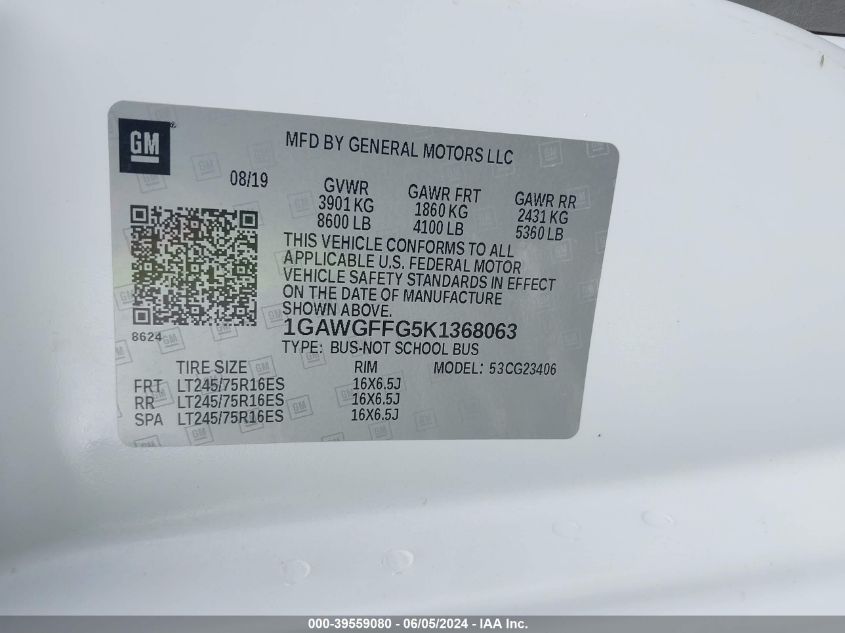 GM
®
MFD BY GENERAL MOTORS LLC
08/19
GVWR
3901 KG
8600 LB
GAWR FRT
1860 KG
4100 LB
GAWR RR
2431 KG
5360 LB
THIS VEHICLE CONFORMS TO ALL
APPLICABLE U.S. FEDERAL MOTOR
VEHICLE SAFETY STANDARDS IN EFFECT
ON THE DATE OF MANUFACTURE
SHOWN ABOVE.
1GAWGFFG5K1368063
TYPE: BUS-NOT SCHOOL BUS
8624
TIRE SIZE RIM MODEL: 53CG23406
FRT LT245/75R16ES 16X6.5J
RR LT245/75R16ES 16X6.5J
SPA LT245/75R16ES 16X6.5J
000-39559080 - 06/05/2024 - IAA Inc.